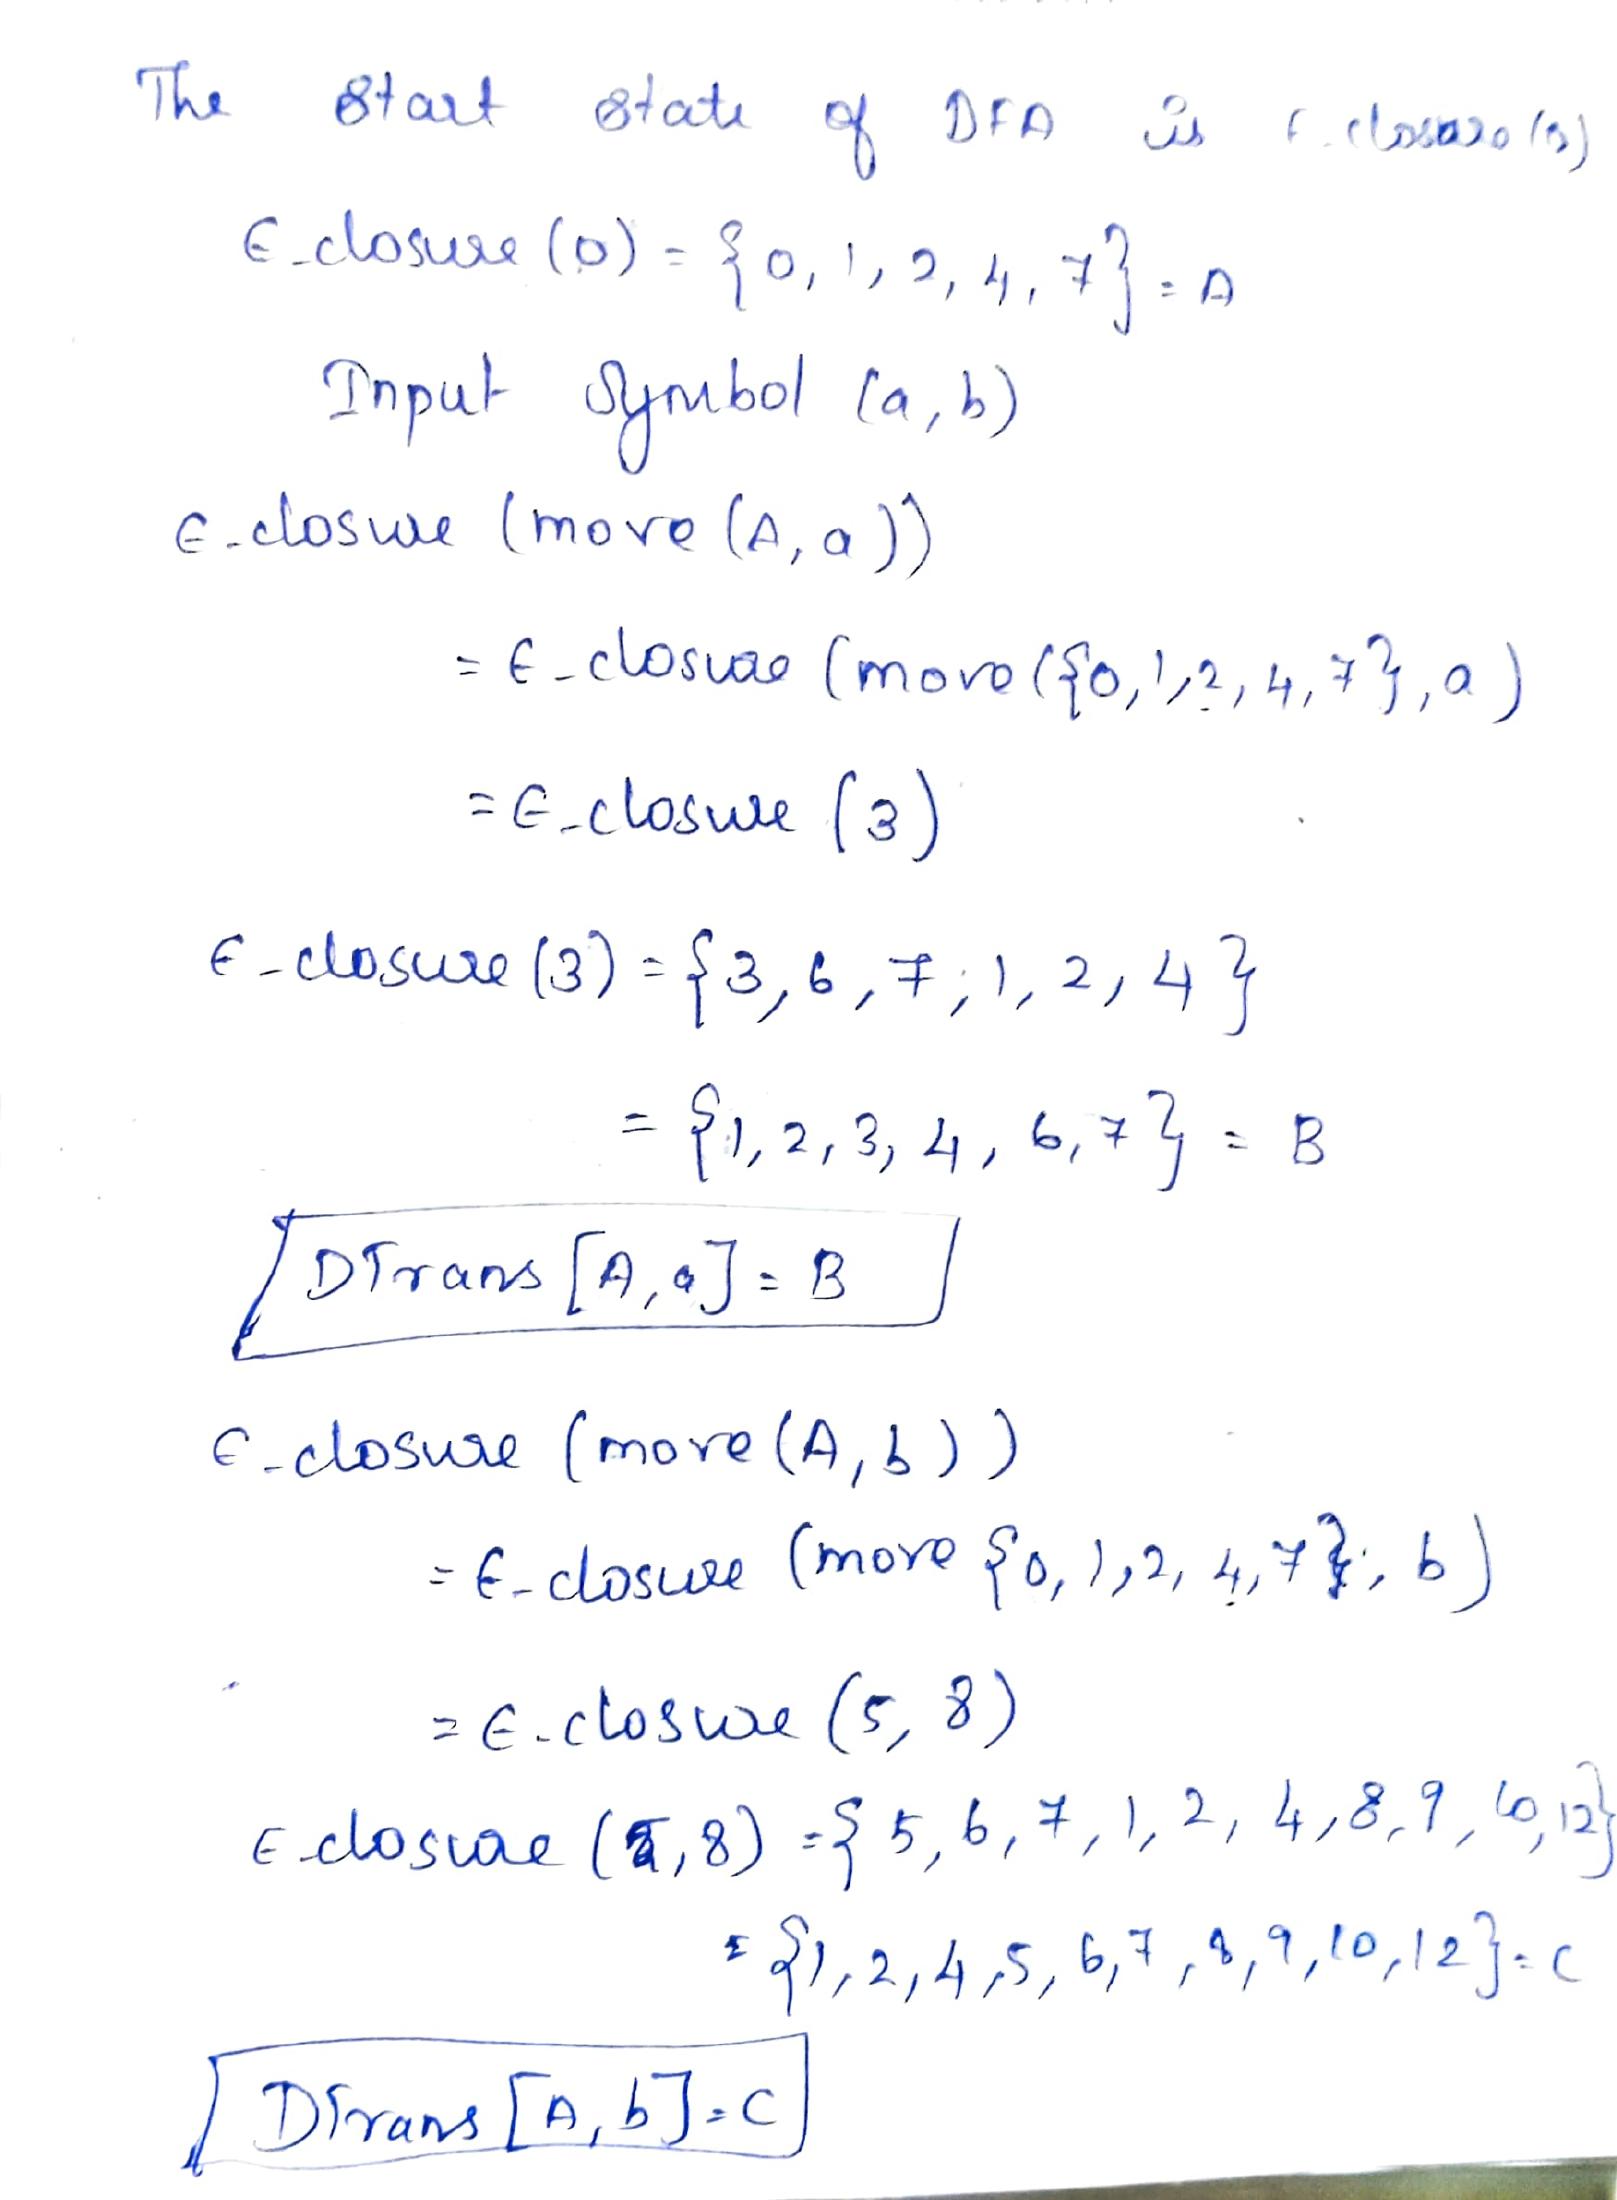 The start state of DFA is ε-closure(s)
ε-closure (0) = {0, 1, 2, 4, 7} = A
Input Symbol (a, b)
ε-closure (move (A, a))
= ε-closure (move ({0, 1, 2, 4, 7}, a)
= ε-closure (3)
ε-closure (3) = {3, 6, 7, 1, 2, 4}
= {1, 2, 3, 4, 6, 7} = B
DTrans [A, a] = B
ε-closure (move (A, b))
= ε-closure (move {0, 1, 2, 4, 7}, b)
= ε-closure (5, 8)
ε-closure (5, 8) = {5, 6, 7, 1, 2, 4, 8, 9, 10, 12}
= {1, 2, 4, 5, 6, 7, 8, 9, 10, 12} = C
DTrans [A, b] = C